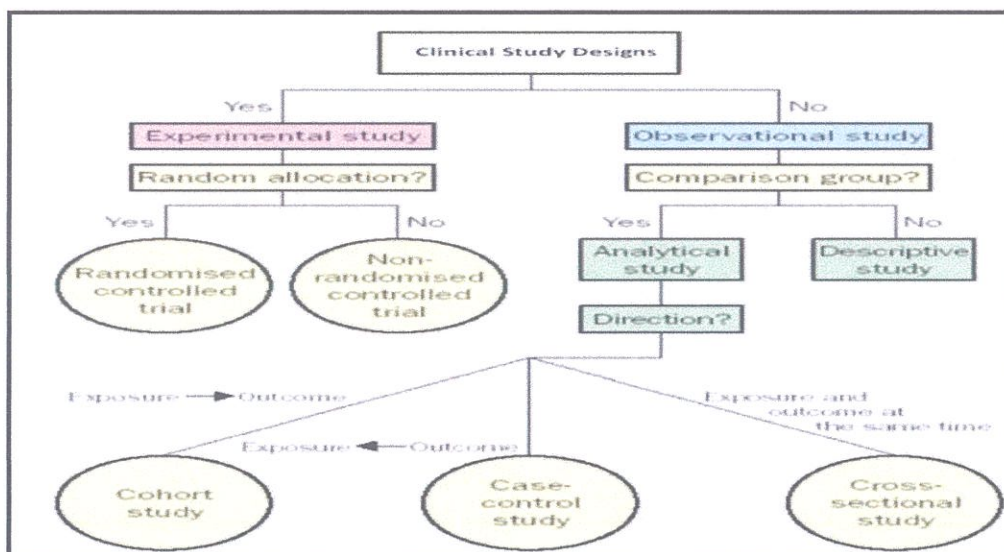 Clinical Study Designs
Yes
No
Experimental study
Observational study
Random allocation?
Comparison group?
Yes
No
Yes
No
Randomised
controlled
trial
Non-
randomised
controlled
trial
Analytical
study
Descriptive
study
Direction?
Exposure → Outcome
Exposure ← Outcome
Exposure and
outcome at
the same time
Cohort
study
Case-
control
study
Cross-
sectional
study